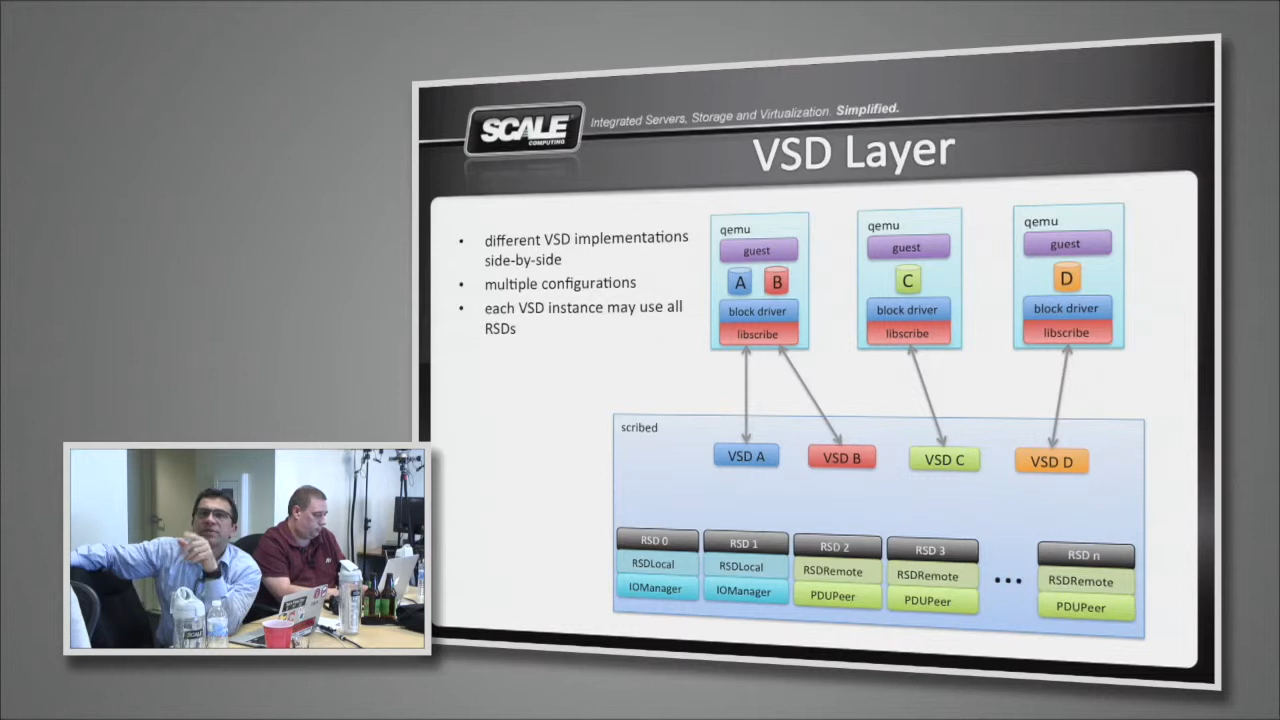 SCALE
COMPUTING
Integrated Servers, Storage and Virtualization. Simplified.
VSD Layer
• different VSD implementations
side-by-side
• multiple configurations
• each VSD instance may use all
RSDs
qemu
guest
A B
block driver
libscribe
qemu
guest
C
block driver
libscribe
qemu
guest
D
block driver
libscribe
scribed
VSD A
VSD B
VSD C
VSD D
RSD 0
RSDLocal
IOManager
RSD 1
RSDLocal
IOManager
RSD 2
RSDRemote
PDUPeer
RSD 3
RSDRemote
PDUPeer
...
RSD n
RSDRemote
PDUPeer